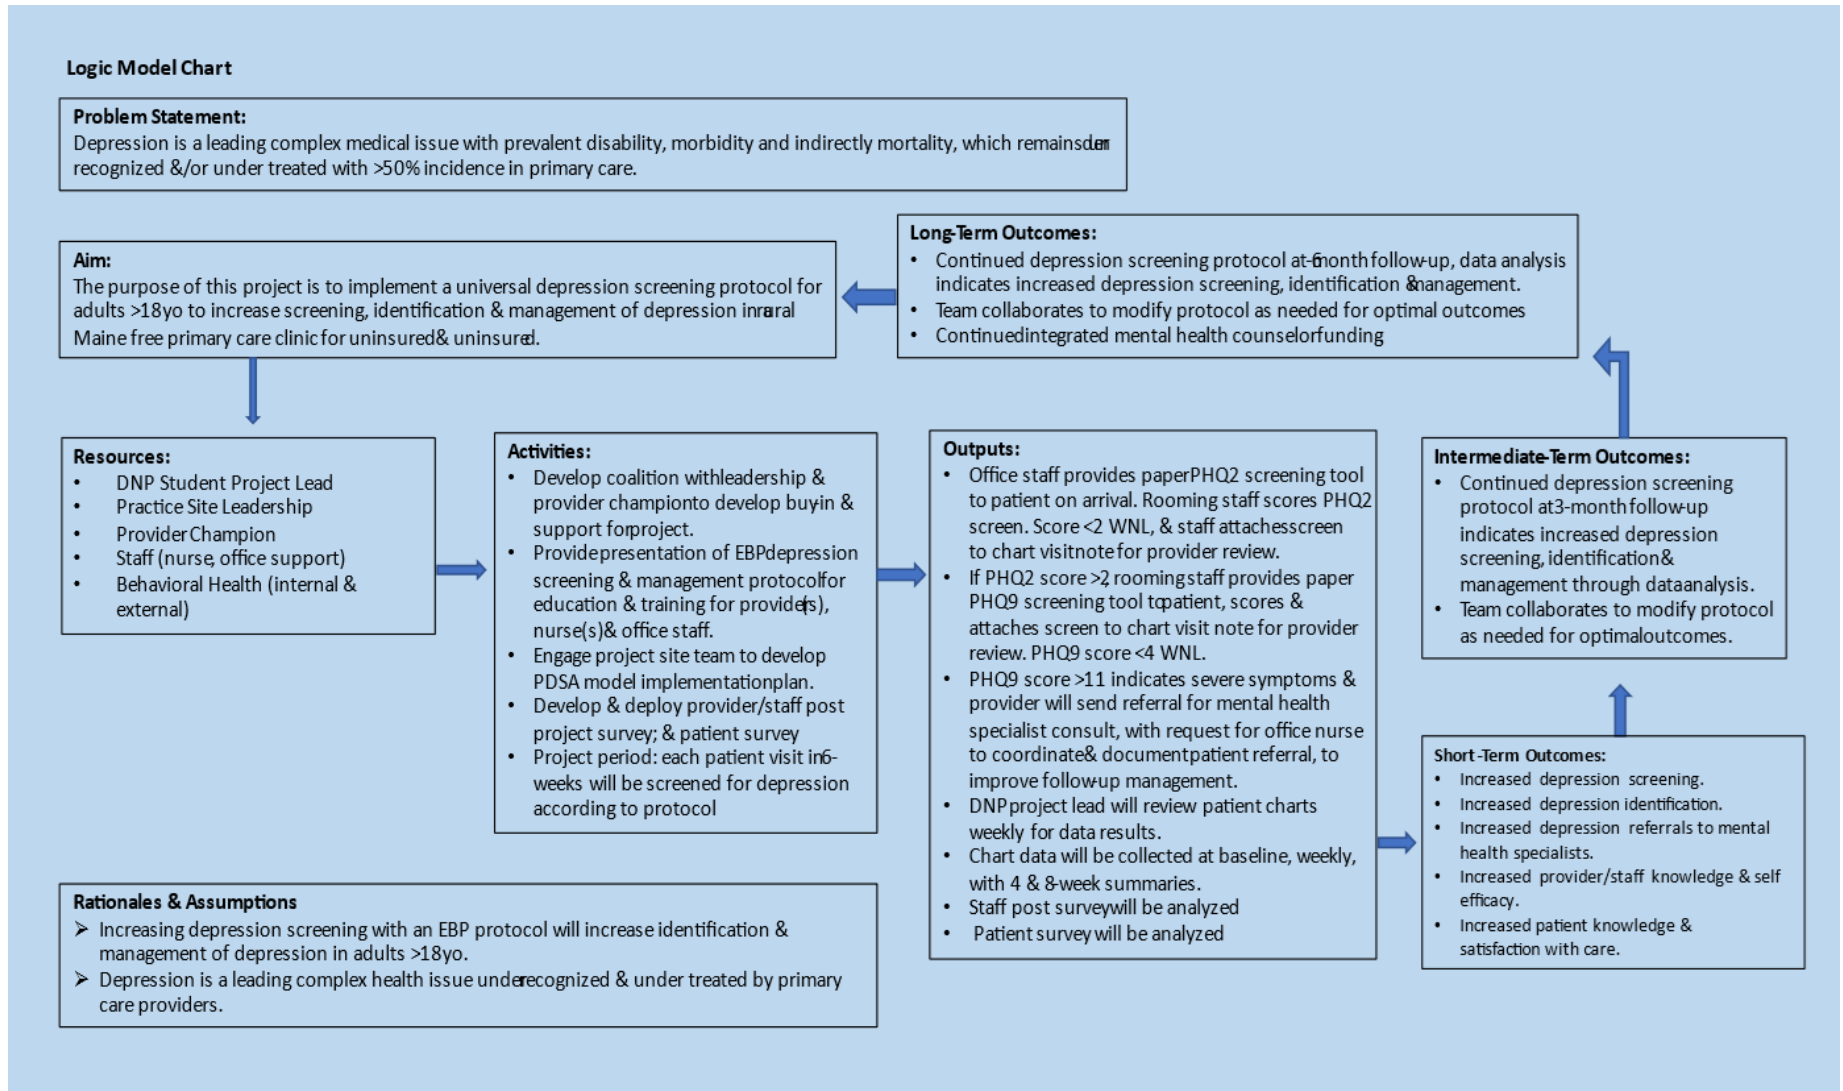 Logic Model Chart
Problem Statement:
Depression is a leading complex medical issue with prevalent disability, morbidity and indirectly mortality, which remains
recognized &/or under treated with >50% incidence in primary care.
Aim:
The purpose of this project is to implement a universal depression screening protocol for
adults >18yo to increase screening, identification & management of depression in
Maine free primary care clinic for uninsured & uninsured.
Long-Term Outcomes:
• Continued depression screening protocol at 6-month follow-up, data analysis
indicates increased depression screening, identification & management.
• Team collaborates to modify protocol as needed for optimal outcomes
• Continued integrated mental health counselor funding
Resources:
• DNP Student Project Lead
• Practice Site Leadership
• Provider Champion
• Staff (nurse, office support)
• Behavioral Health (internal &
external)
Activities:
• Develop coalition with leadership &
provider champion to develop buy-in &
support for project.
• Provide presentation of EBP depression
screening & management protocol for
education & training for provider(s),
nurse(s) & office staff.
• Engage project site team to develop
PDSA model implementation plan.
• Develop & deploy provider/staff post
project survey; & patient survey
• Project period: each patient visit in 6-
weeks will be screened for depression
according to protocol
Outputs:
• Office staff provides paper PHQ2 screening tool
to patient on arrival. Rooming staff scores PHQ2
screen. Score <2 WNL, & staff attaches screen
to chart visit note for provider review.
• If PHQ2 score >2, rooming staff provides paper
PHQ9 screening tool to patient, scores &
attaches screen to chart visit note for provider
review. PHQ9 score <4 WNL.
• PHQ9 score >11 indicates severe symptoms &
provider will send referral for mental health
specialist consult, with request for office nurse
to coordinate & document patient referral, to
improve follow-up management.
• DNP project lead will review patient charts
weekly for data results.
• Chart data will be collected at baseline, weekly,
with 4 & 8-week summaries.
• Staff post survey will be analyzed
• Patient survey will be analyzed
Intermediate-Term Outcomes:
• Continued depression screening
protocol at 3-month follow-up
indicates increased depression
screening, identification &
management through data analysis.
• Team collaborates to modify protocol
as needed for optimal outcomes.
Short-Term Outcomes:
• Increased depression screening.
• Increased depression identification.
• Increased depression referrals to mental
health specialists.
• Increased provider/staff knowledge & self
efficacy.
• Increased patient knowledge &
satisfaction with care.
Rationales & Assumptions
➢ Increasing depression screening with an EBP protocol will increase identification &
management of depression in adults >18yo.
➢ Depression is a leading complex health issue under recognized & under treated by primary
care providers.